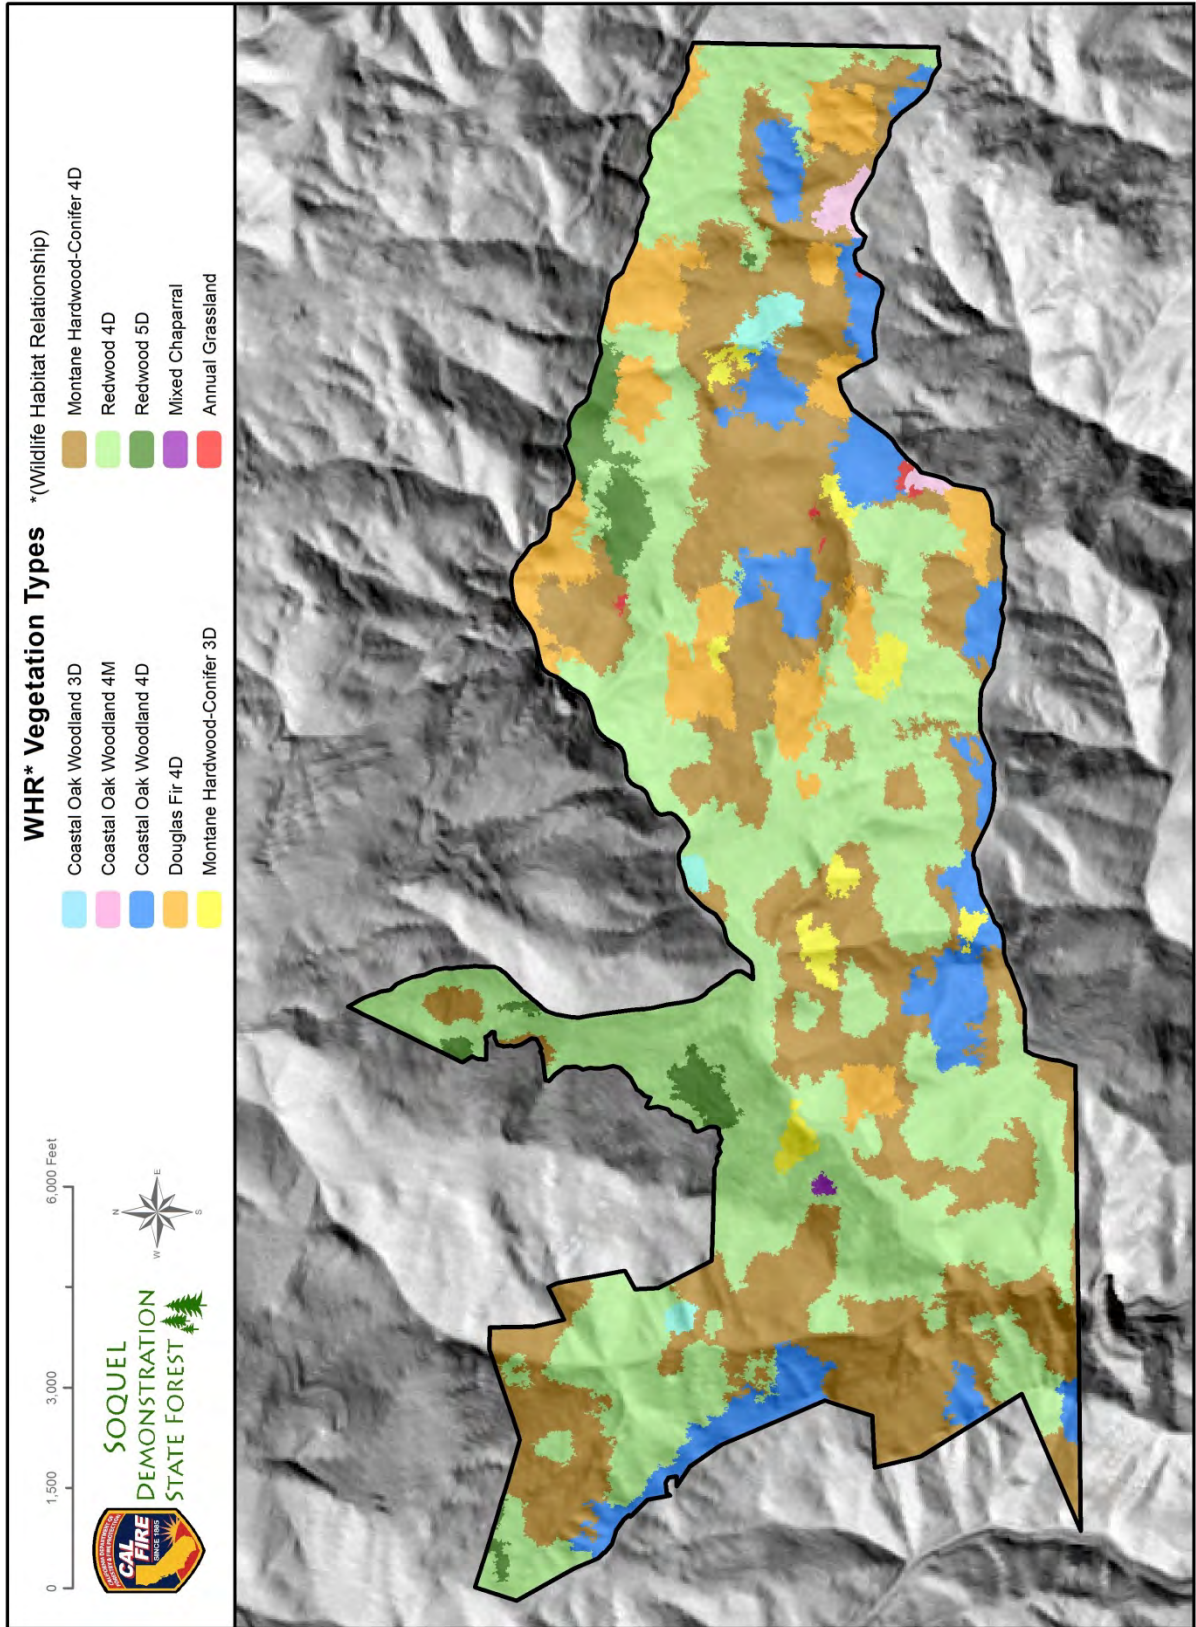 WHR* Vegetation Types *(Wildlife Habitat Relationship)
Coastal Oak Woodland 3D
Coastal Oak Woodland 4M
Coastal Oak Woodland 4D
Douglas Fir 4D
Montane Hardwood-Conifer 3D
Montane Hardwood-Conifer 4D
Redwood 4D
Redwood 5D
Mixed Chaparral
Annual Grassland
0 1,500 3,000 6,000 Feet
N
W E
S
SOQUEL
DEMONSTRATION
STATE FOREST
CAL
FIRE
SINCE 1885